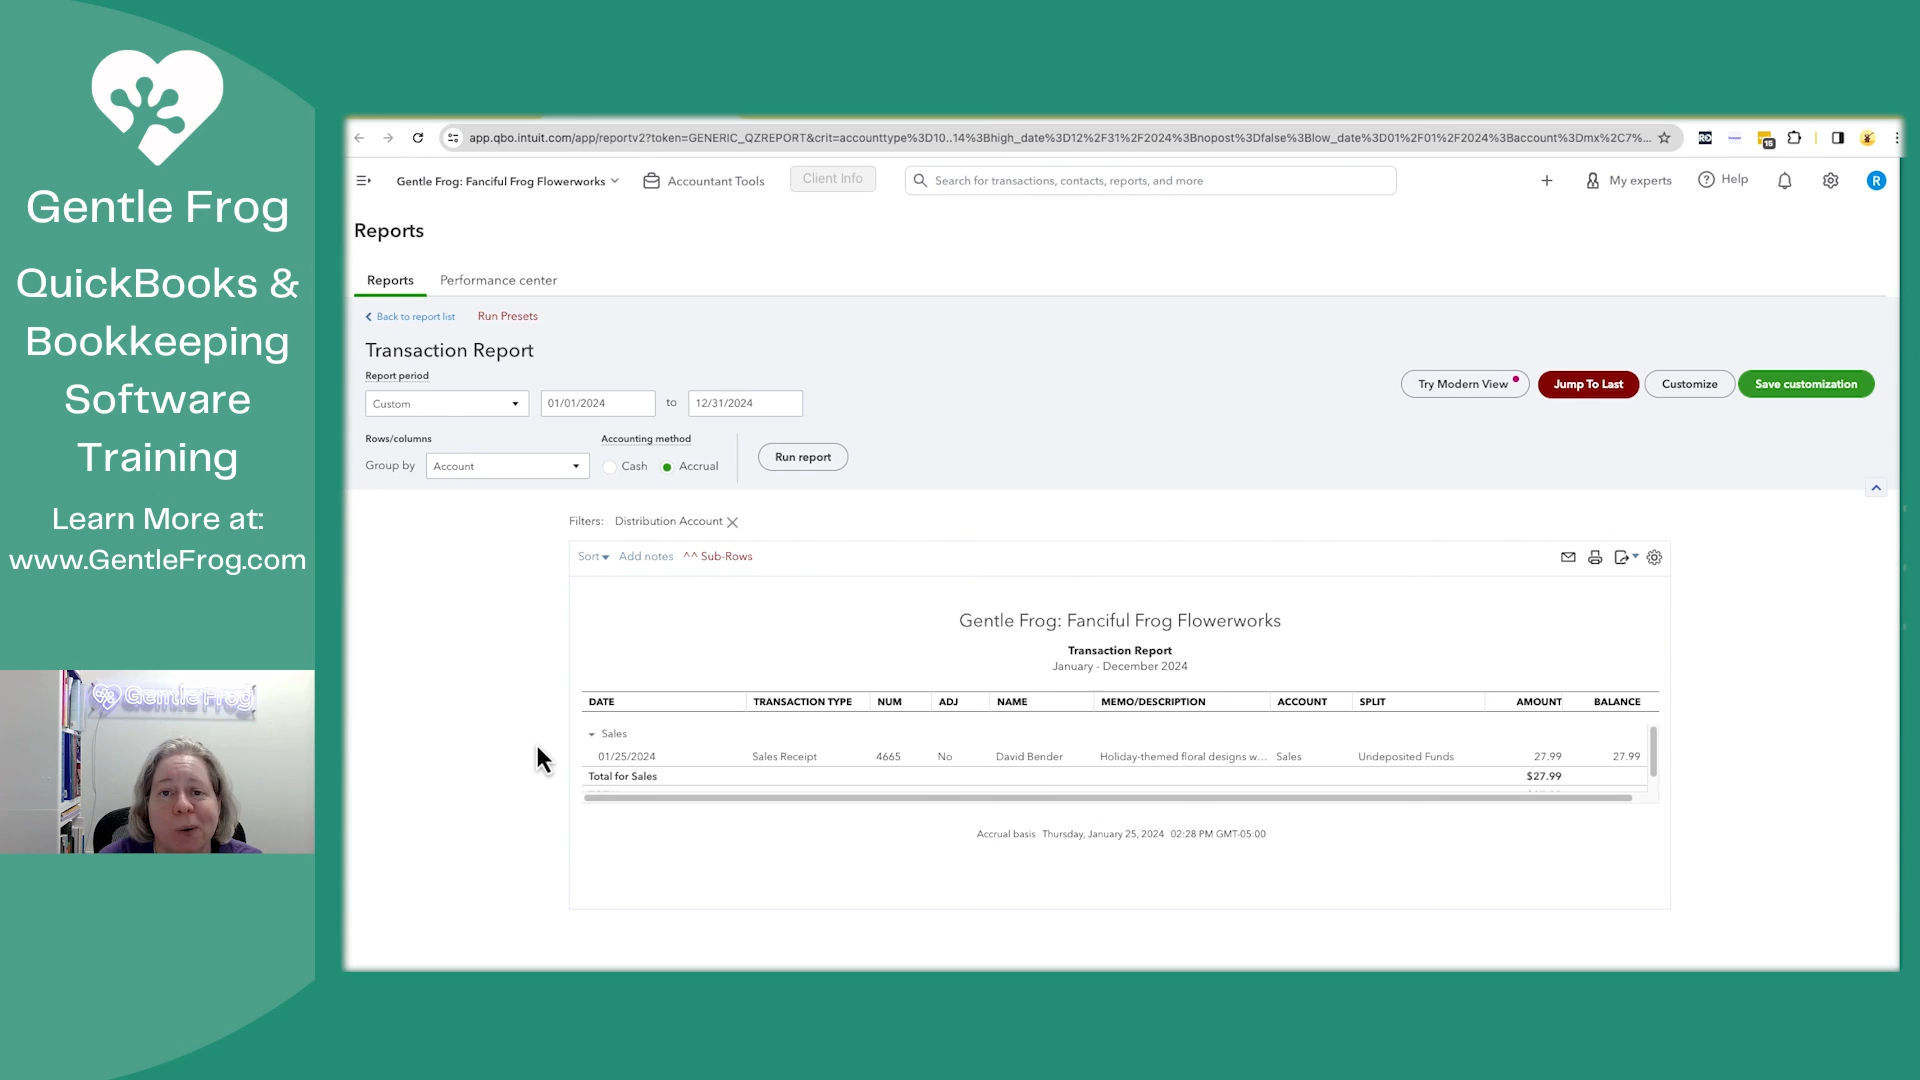 Gentle Frog
QuickBooks &
Bookkeeping
Software
Training
Learn More at:
www.GentleFrog.com
Gentle Frog
app.qbo.intuit.com/app/reportv2?token=GENERIC_QZREPORT&crit=accounttype%3D10..14%3Bhigh_date%3D12%2F31%2F2024%3Bnopost%3Dfalse%3Blow_date%3D01%2F01%2F2024%3Baccount%3Dmx%2C7%...
15
Gentle Frog: Fanciful Frog Flowerworks
Accountant Tools
Client Info
Search for transactions, contacts, reports, and more
My experts
Help
R
Reports
Reports Performance center
Back to report list Run Presets
Transaction Report
Report period
Custom 01/01/2024 to 12/31/2024
Try Modern View Jump To Last Customize Save customization
Rows/columns Accounting method
Group by Account Cash Accrual Run report
Filters: Distribution Account
Sort Add notes ^^ Sub-Rows
Gentle Frog: Fanciful Frog Flowerworks
Transaction Report
January - December 2024
DATE TRANSACTION TYPE NUM ADJ NAME MEMO/DESCRIPTION ACCOUNT SPLIT AMOUNT BALANCE
Sales
01/25/2024 Sales Receipt 4665 No David Bender Holiday-themed floral designs w... Sales Undeposited Funds 27.99 27.99
Total for Sales $27.99
Accrual basis Thursday, January 25, 2024 02:28 PM GMT-05:00